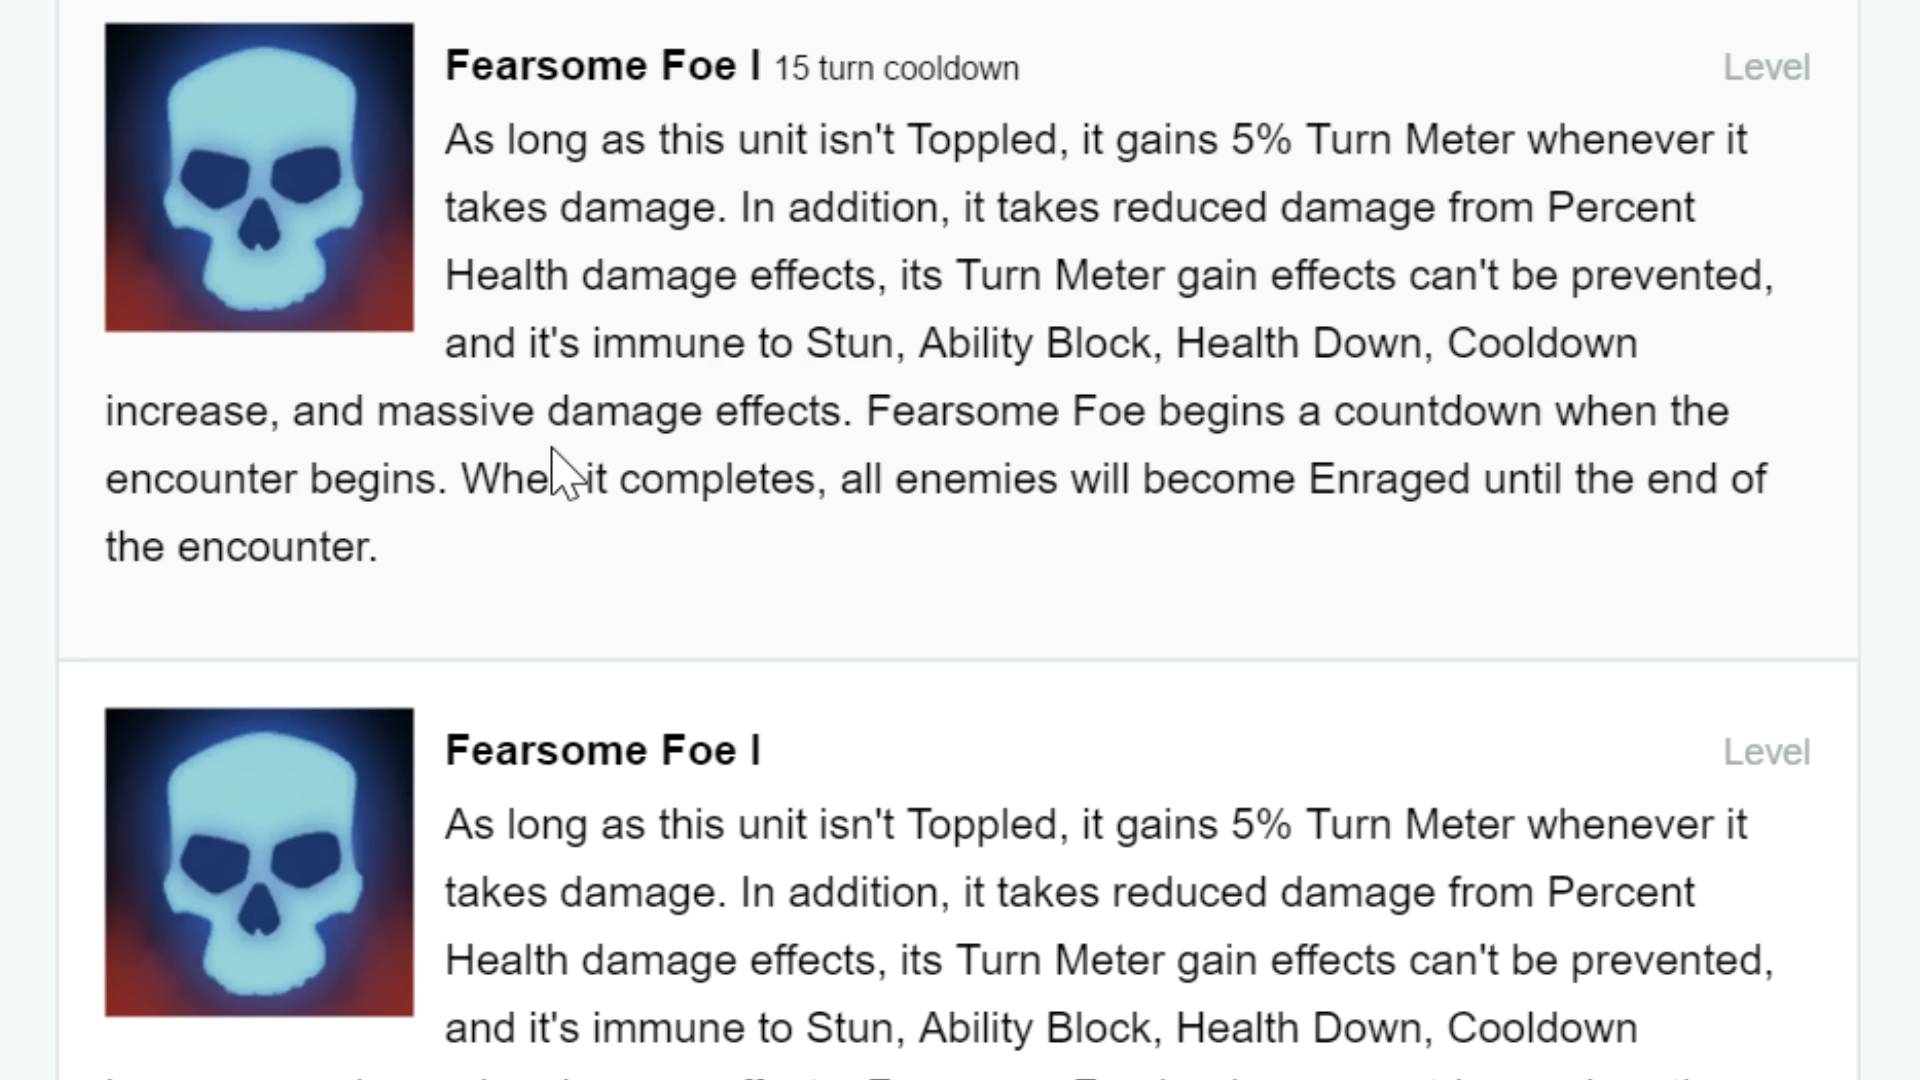 Fearsome Foe I 15 turn cooldown Level
As long as this unit isn't Toppled, it gains 5% Turn Meter whenever it
takes damage. In addition, it takes reduced damage from Percent
Health damage effects, its Turn Meter gain effects can't be prevented,
and it's immune to Stun, Ability Block, Health Down, Cooldown
increase, and massive damage effects. Fearsome Foe begins a countdown when the
encounter begins. When it completes, all enemies will become Enraged until the end of
the encounter.
Fearsome Foe I Level
As long as this unit isn't Toppled, it gains 5% Turn Meter whenever it
takes damage. In addition, it takes reduced damage from Percent
Health damage effects, its Turn Meter gain effects can't be prevented,
and it's immune to Stun, Ability Block, Health Down, Cooldown